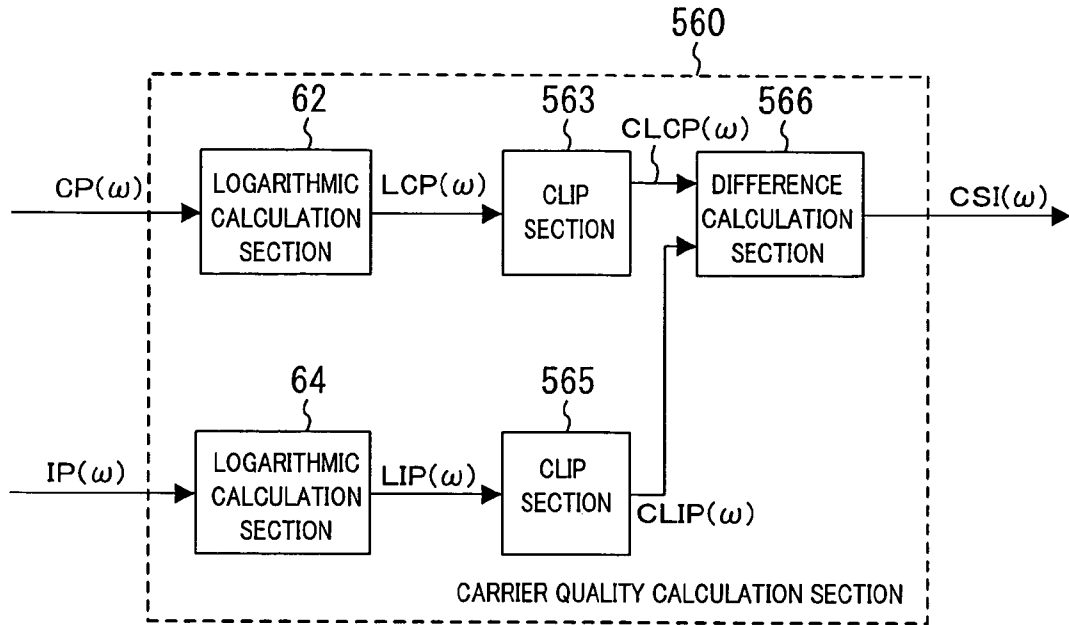 560
62
563
CLCP(ω)
566
CP(ω)
LOGARITHMIC
CALCULATION
SECTION
LCP(ω)
CLIP
SECTION
DIFFERENCE
CALCULATION
SECTION
CSI(ω)
64
565
IP(ω)
LOGARITHMIC
CALCULATION
SECTION
LIP(ω)
CLIP
SECTION
CLIP(ω)
CARRIER QUALITY CALCULATION SECTION